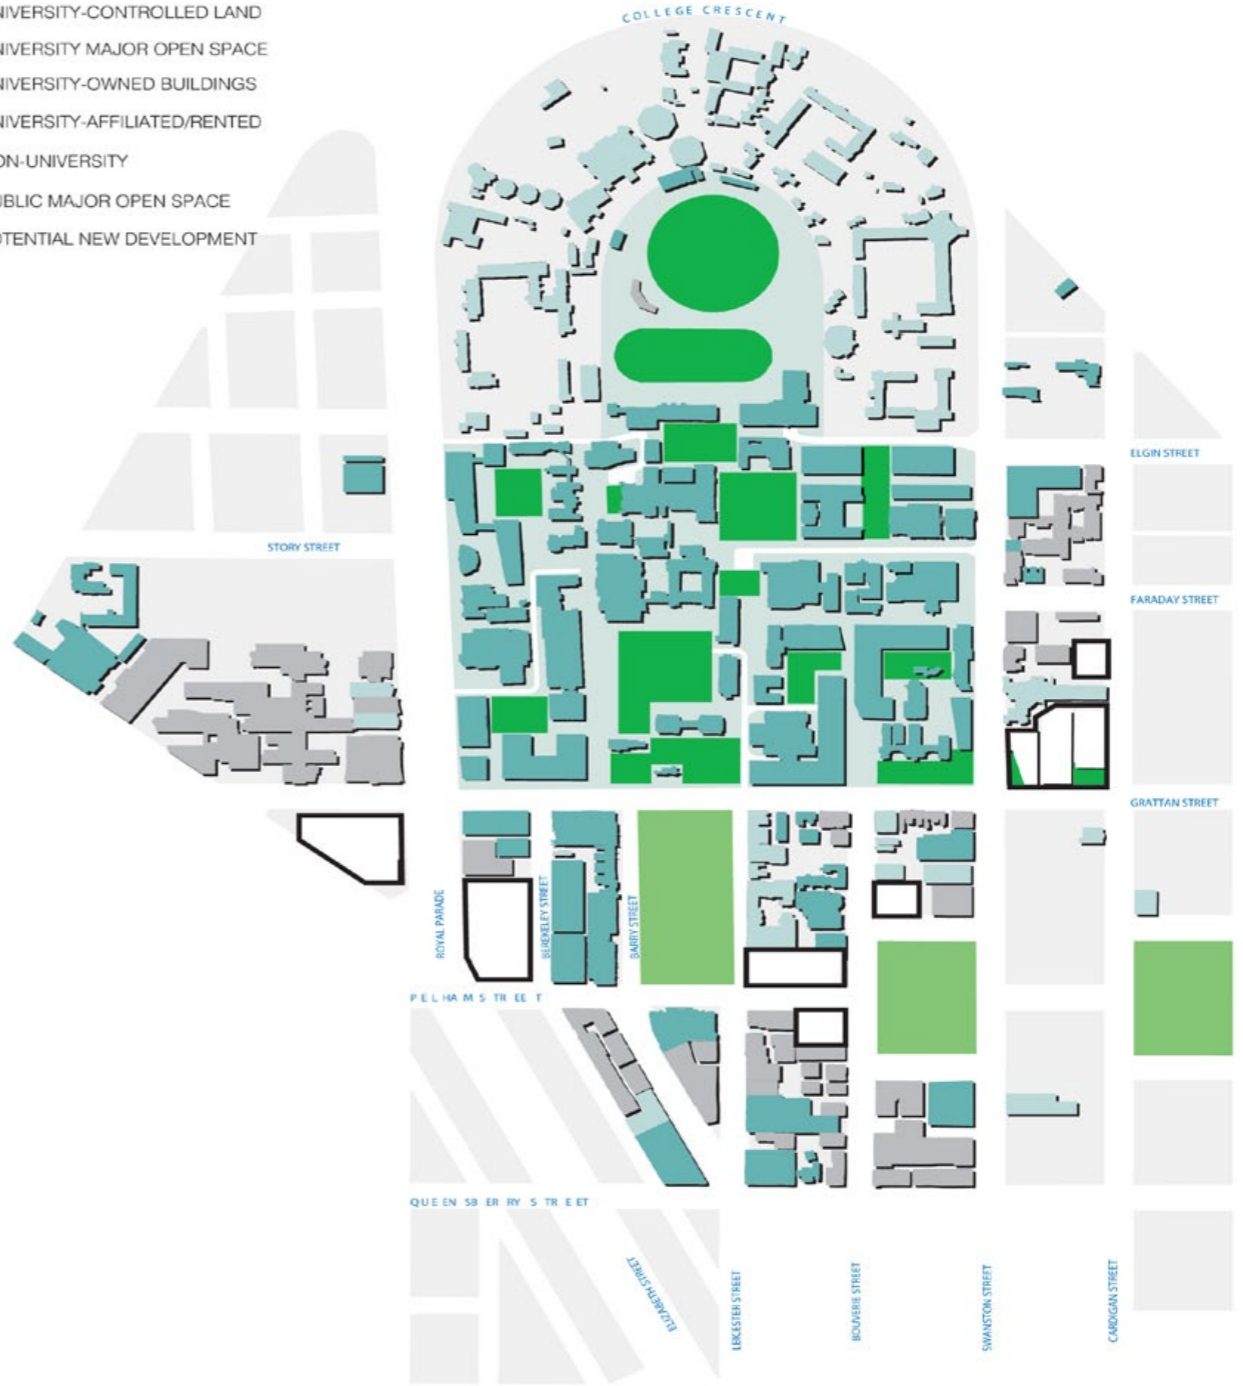 COLLEGE CRESCENT
NIVERSITY-CONTROLLED LAND
NIVERSITY MAJOR OPEN SPACE
NIVERSITY-OWNED BUILDINGS
NIVERSITY-AFFILIATED/RENTED
ON-UNIVERSITY
UBLIC MAJOR OPEN SPACE
OTENTIAL NEW DEVELOPMENT
ELGIN STREET
STORY STREET
FARADAY STREET
GRATTAN STREET
ROYAL PARADE
BEREKELEY STREET
BARRY STREET
PELHAM STREET
QUEENSBERRY STREET
ELIZABETH STREET
LEICESTER STREET
BOUVERIE STREET
SWANSTON STREET
CARDIGAN STREET